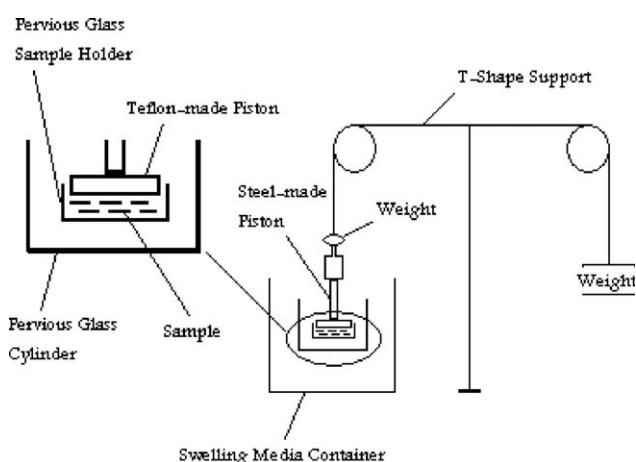 Pervious Glass
Sample Holder
Teflon-made Piston
T-Shape Support
Steel-made
Piston
Weight
Weight
Pervious Glass
Cylinder
Sample
Swelling Media Container